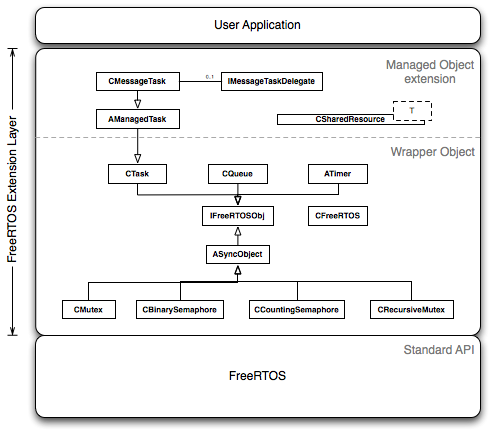 User Application
Managed Object
extension
CMessageTask
0..1
IMessageTaskDelegate
AManagedTask
T
CSharedResource
FreeRTOS Extension Layer
Wrapper Object
CTask
CQueue
ATimer
IFreeRTOSObj
CFreeRTOS
ASyncObject
CMutex
CBinarySemaphore
CCountingSemaphore
CRecursiveMutex
Standard API
FreeRTOS